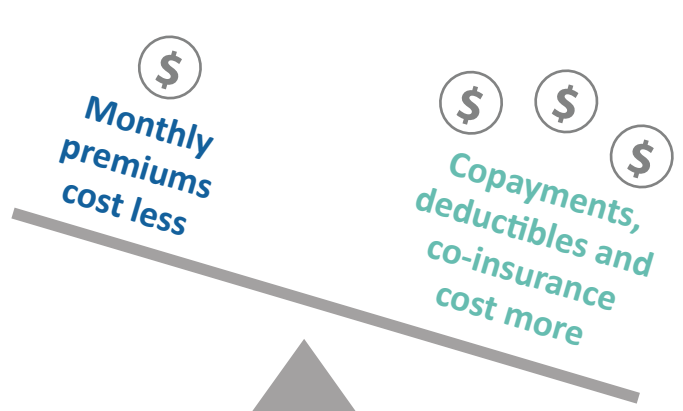 $
Monthly
premiums
cost less
$ $ $
Copayments,
deductibles and
co-insurance
cost more